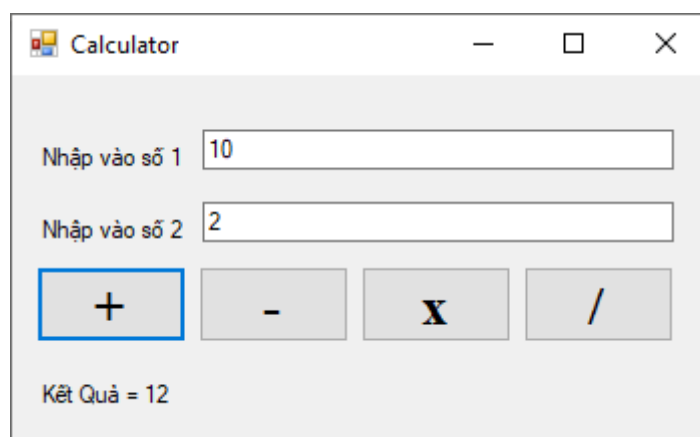 Calculator
Nhập vào số 1 10
Nhập vào số 2 2
+ - x /
Kết Quả = 12